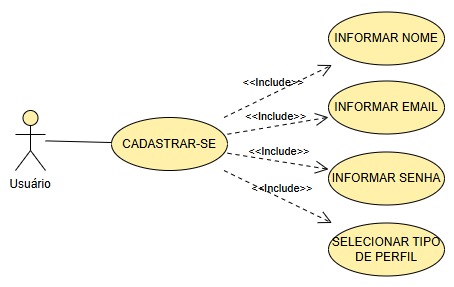 INFORMAR NOME
<<Include>>
INFORMAR EMAIL
<<Include>>
CADASTRAR-SE
<<Include>>
INFORMAR SENHA
Usuário
<<Include>>
SELECIONAR TIPO
DE PERFIL